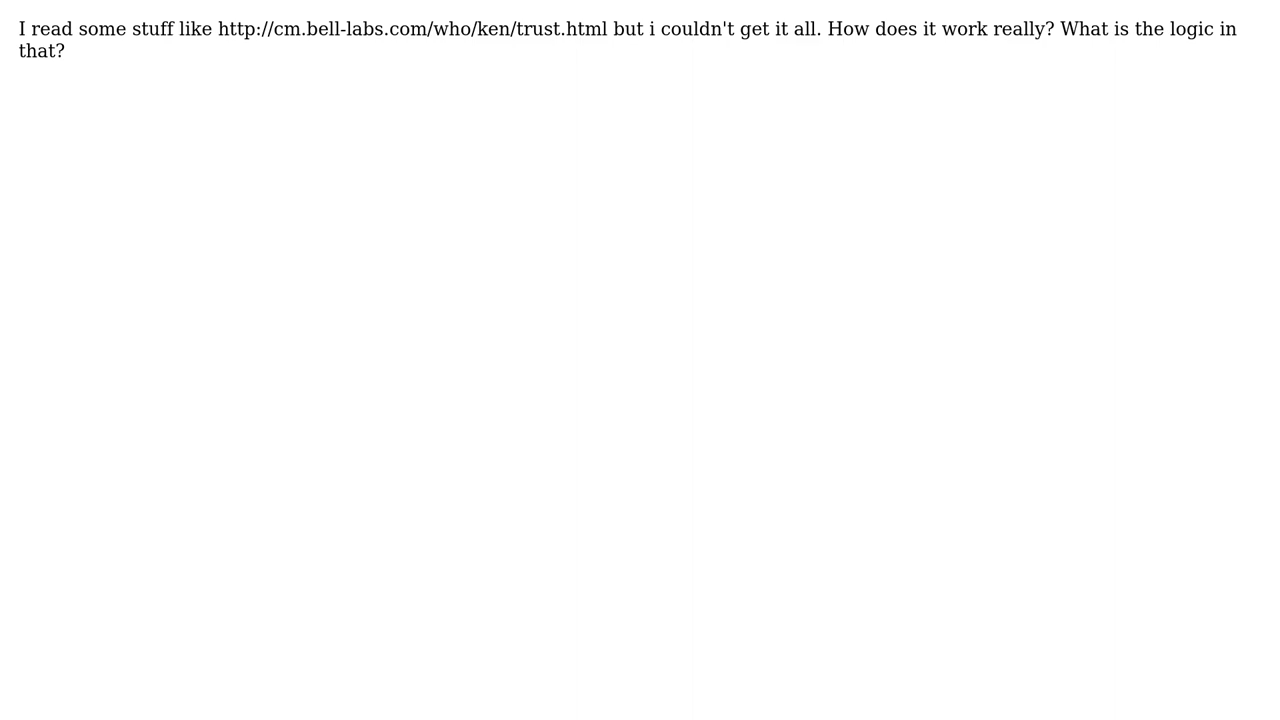 I read some stuff like http://cm.bell-labs.com/who/ken/trust.html but i couldn't get it all. How does it work really? What is the logic in
that?